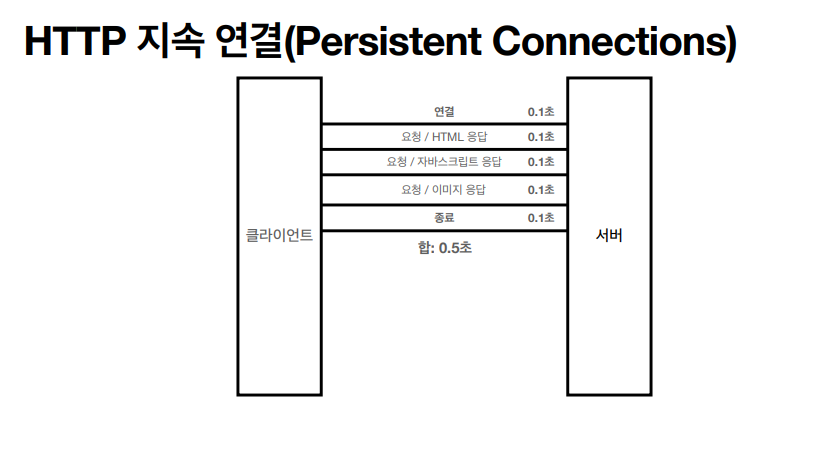 HTTP 지속 연결(Persistent Connections)
연결 0.1초
요청 / HTML 응답 0.1초
요청 / 자바스크립트 응답 0.1초
요청 / 이미지 응답 0.1초
종료 0.1초
클라이언트
서버
합: 0.5초